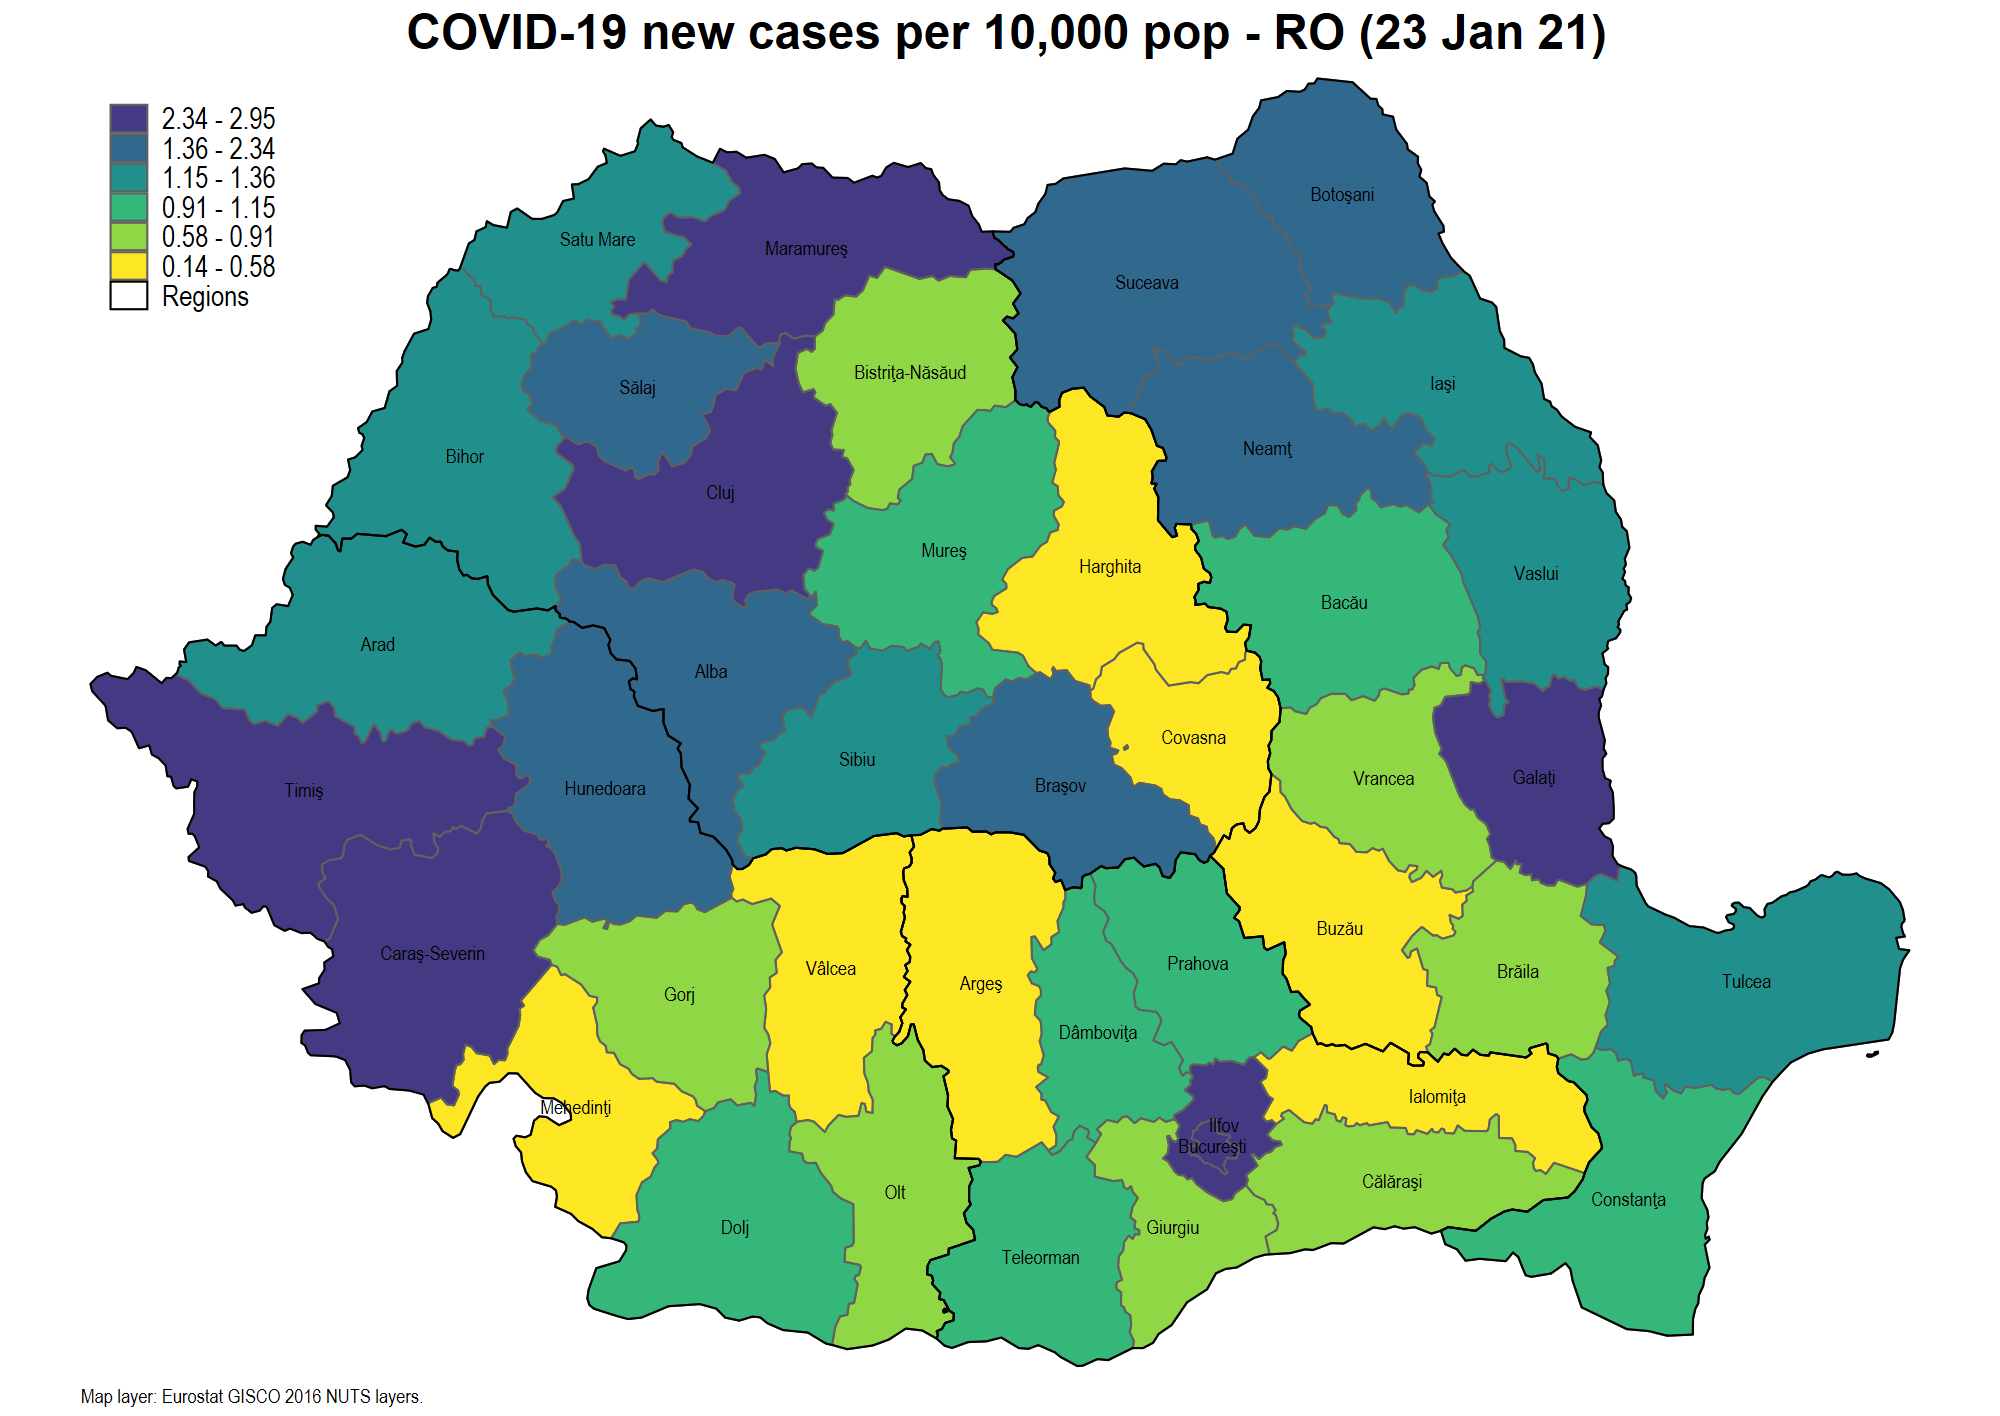 COVID-19 new cases per 10,000 pop - RO (23 Jan 21)
2.34 - 2.95
1.36 - 2.34
1.15 - 1.36
0.91 - 1.15
0.58 - 0.91
0.14 - 0.58
Regions
Botoşani
Satu Mare
Maramureş
Suceava
Bistriţa-Năsăud
Sălaj
Iaşi
Bihor
Neamţ
Cluj
Mureş
Harghita
Vaslui
Bacău
Arad
Alba
Covasna
Sibiu
Vrancea
Galaţi
Timiş
Hunedoara
Braşov
Buzău
Caraş-Severin
Prahova
Vâlcea
Brăila
Argeş
Tulcea
Gorj
Dâmboviţa
Ialomiţa
Mehedinţi
Ilfov
Bucureşti
Călăraşi
Olt
Constanţa
Dolj
Giurgiu
Teleorman
Map layer: Eurostat GISCO 2016 NUTS layers.